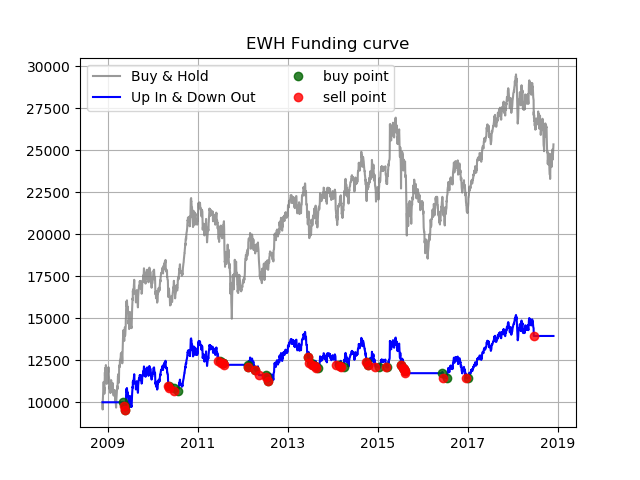 EWH Funding curve
Buy & Hold
Up In & Down Out
buy point
sell point
30000
27500
25000
22500
20000
17500
15000
12500
10000
2009 2011 2013 2015 2017 2019